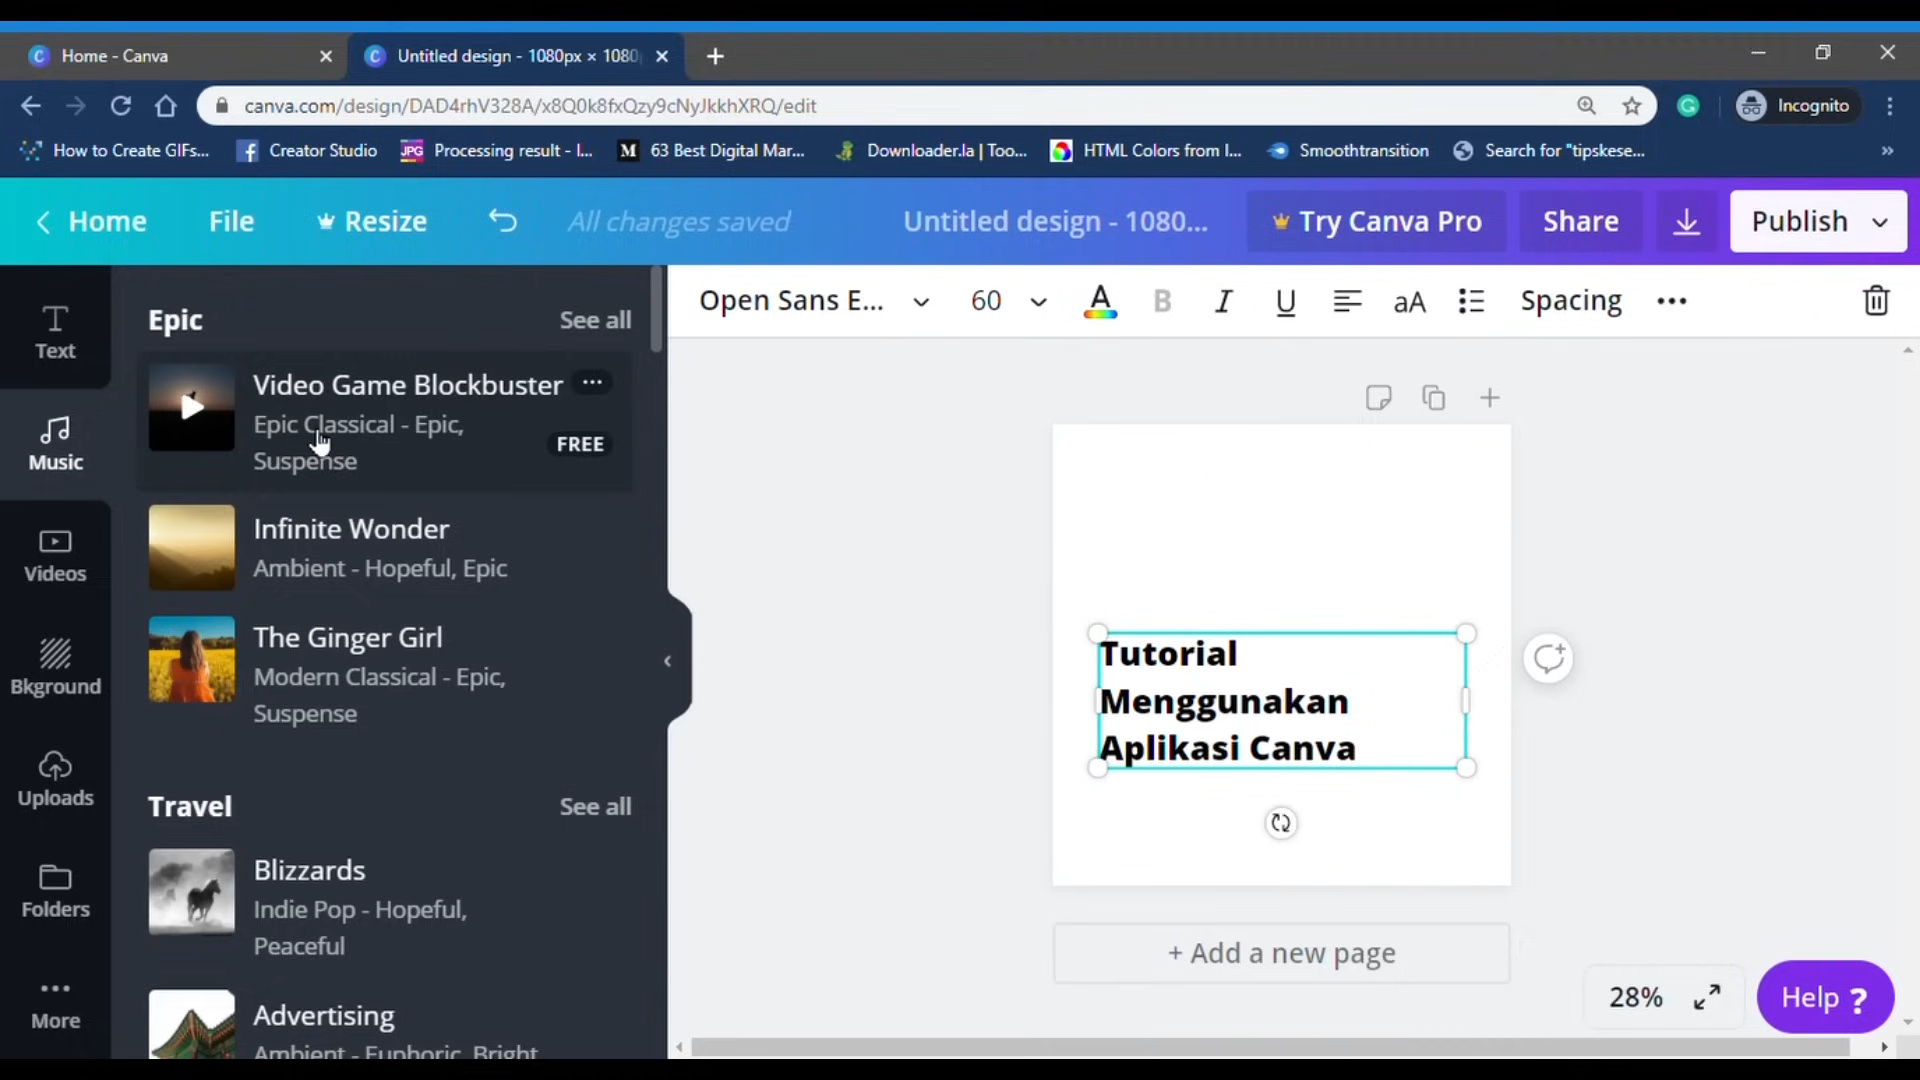 Home - Canva
Untitled design - 1080px × 1080
canva.com/design/DAD4rhV328A/x8Q0k8fxQzy9cNyJkkhXRQ/edit
Incognito
How to Create GIFs...
Creator Studio
JPG
Processing result - I...
M
63 Best Digital Mar...
Downloader.la | Too...
HTML Colors from I...
Smoothtransition
Search for "tipskese...
Home
File
Resize
All changes saved
Untitled design - 1080...
Try Canva Pro
Share
Publish
Text
Music
Videos
Bkground
Uploads
Folders
More
Epic
See all
Video Game Blockbuster
Epic Classical - Epic,
Suspense
FREE
Infinite Wonder
Ambient - Hopeful, Epic
The Ginger Girl
Modern Classical - Epic,
Suspense
Travel
See all
Blizzards
Indie Pop - Hopeful,
Peaceful
Advertising
Ambient - Euphoric, Bright
Open Sans E...
60
A
B
I
U
aA
Spacing
Tutorial
Menggunakan
Aplikasi Canva
+ Add a new page
28%
Help ?